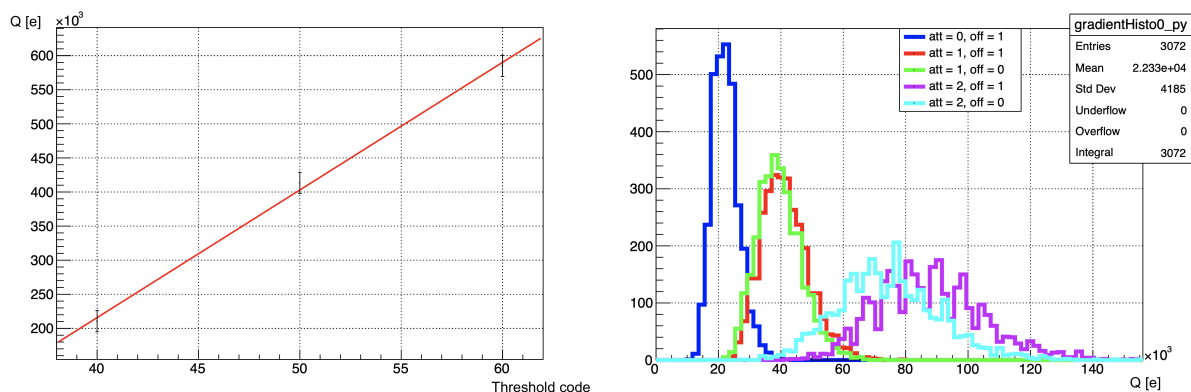 Q [e]
×10³
600
550
500
450
400
350
300
250
200
40
45
50
55
60
Threshold code
att = 0, off = 1
att = 1, off = 1
att = 1, off = 0
att = 2, off = 1
att = 2, off = 0
gradientHisto0_py
Entries 3072
Mean 2.233e+04
Std Dev 4185
Underflow 0
Overflow 0
Integral 3072
500
400
300
200
100
0
0
20
40
60
80
100
120
140
×10³
Q [e]